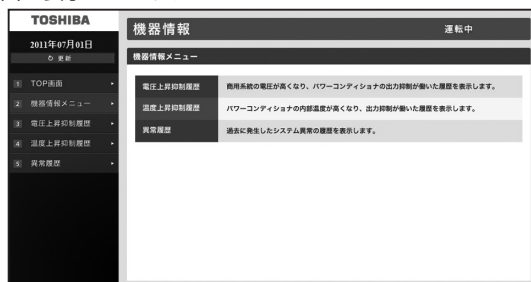 TOSHIBA
2011年07月01日
更新
1 TOP画面
2 機器情報メニュー
3 電圧上昇抑制履歴
4 温度上昇抑制履歴
5 異常履歴
機器情報
運転中
機器情報メニュー
電圧上昇抑制履歴 商用系統の電圧が高くなり、パワーコンディショナの出力抑制が働いた履歴を表示します。
温度上昇抑制履歴 パワーコンディショナの内部温度が高くなり、出力抑制が働いた履歴を表示します。
異常履歴 過去に発生したシステム異常の履歴を表示します。